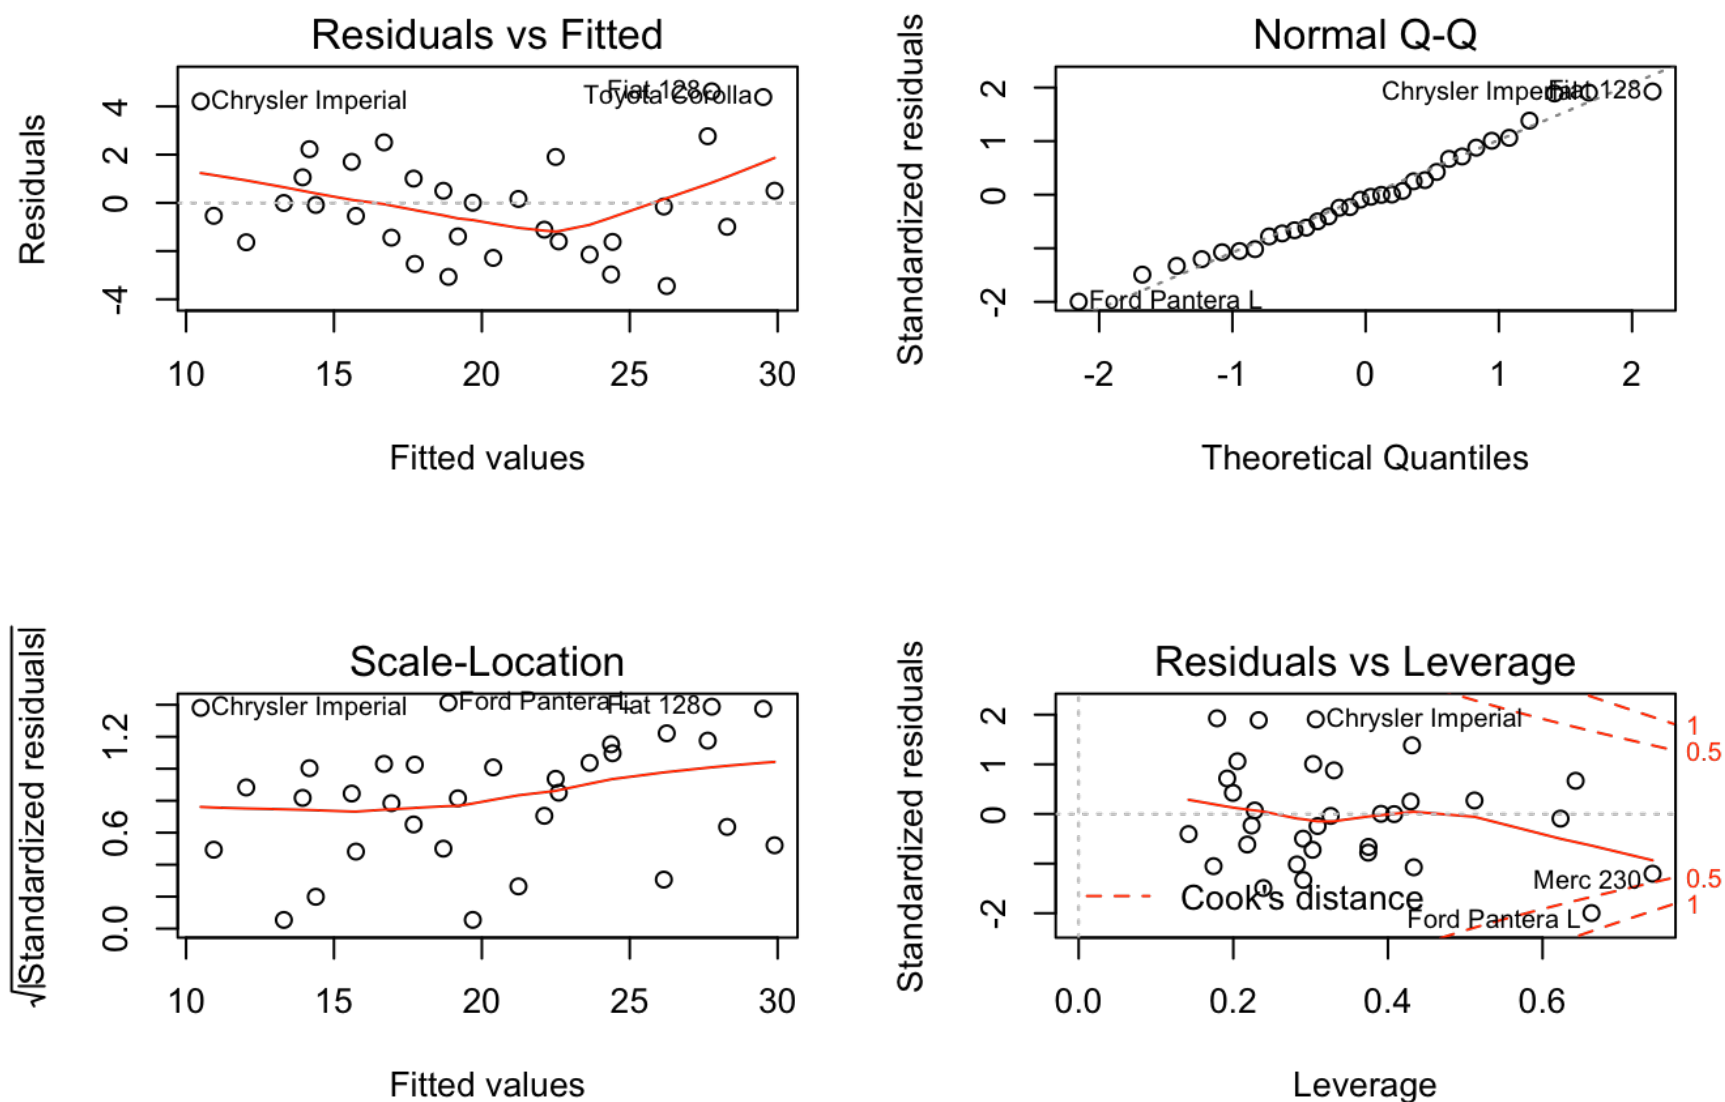 Residuals vs Fitted
Residuals
4
2
0
-4
Chrysler Imperial
Fiat 128
Toyota Corolla
10 15 20 25 30
Fitted values
Normal Q-Q
Standardized residuals
2
1
0
-2
Chrysler Imperial
Fiat 128
Ford Pantera L
-2 -1 0 1 2
Theoretical Quantiles
Scale-Location
√|Standardized residuals|
1.2
0.6
0.0
Chrysler Imperial
Ford Pantera L
Fiat 128
10 15 20 25 30
Fitted values
Residuals vs Leverage
Standardized residuals
2
1
0
-2
Chrysler Imperial
1
0.5
Merc 230
0.5
1
Cook's distance
Ford Pantera L
0.0 0.2 0.4 0.6
Leverage